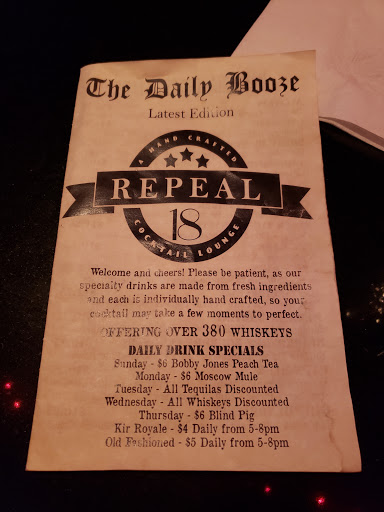 The Daily Booze
Latest Edition
A HAND CRAFTED
REPEAL
18
COCKTAIL LOUNGE
Welcome and cheers! Please be patient, as our
specialty drinks are made from fresh ingredients
and each is individually hand crafted, so your
cocktail may take a few moments to perfect.
OFFERING OVER 380 WHISKEYS
DAILY DRINK SPECIALS
Sunday - $6 Bobby Jones Peach Tea
Monday - $6 Moscow Mule
Tuesday - All Tequilas Discounted
Wednesday - All Whiskeys Discounted
Thursday - $6 Blind Pig
Kir Royale - $4 Daily from 5-8pm
Old Fashioned - $5 Daily from 5-8pm